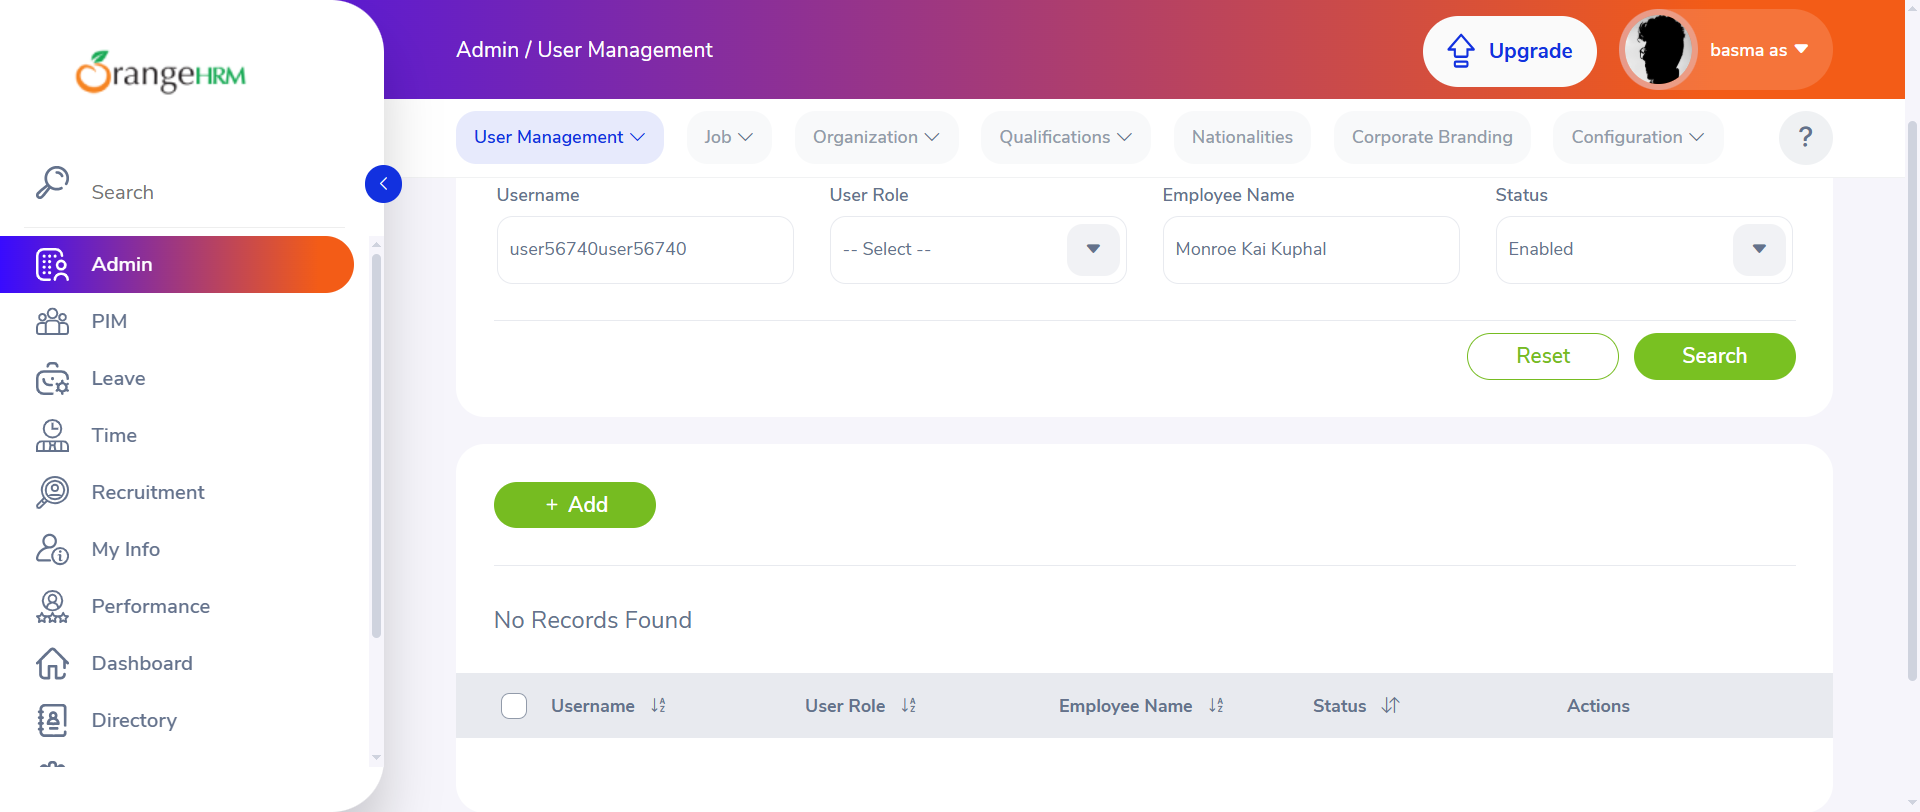 OrangeHRM
Admin / User Management
Upgrade
basma as
User Management
Job
Organization
Qualifications
Nationalities
Corporate Branding
Configuration
?
Search
Admin
PIM
Leave
Time
Recruitment
My Info
Performance
Dashboard
Directory
Username
User Role
Employee Name
Status
user56740user56740
-- Select --
Monroe Kai Kuphal
Enabled
Reset
Search
+ Add
No Records Found
Username
User Role
Employee Name
Status
Actions